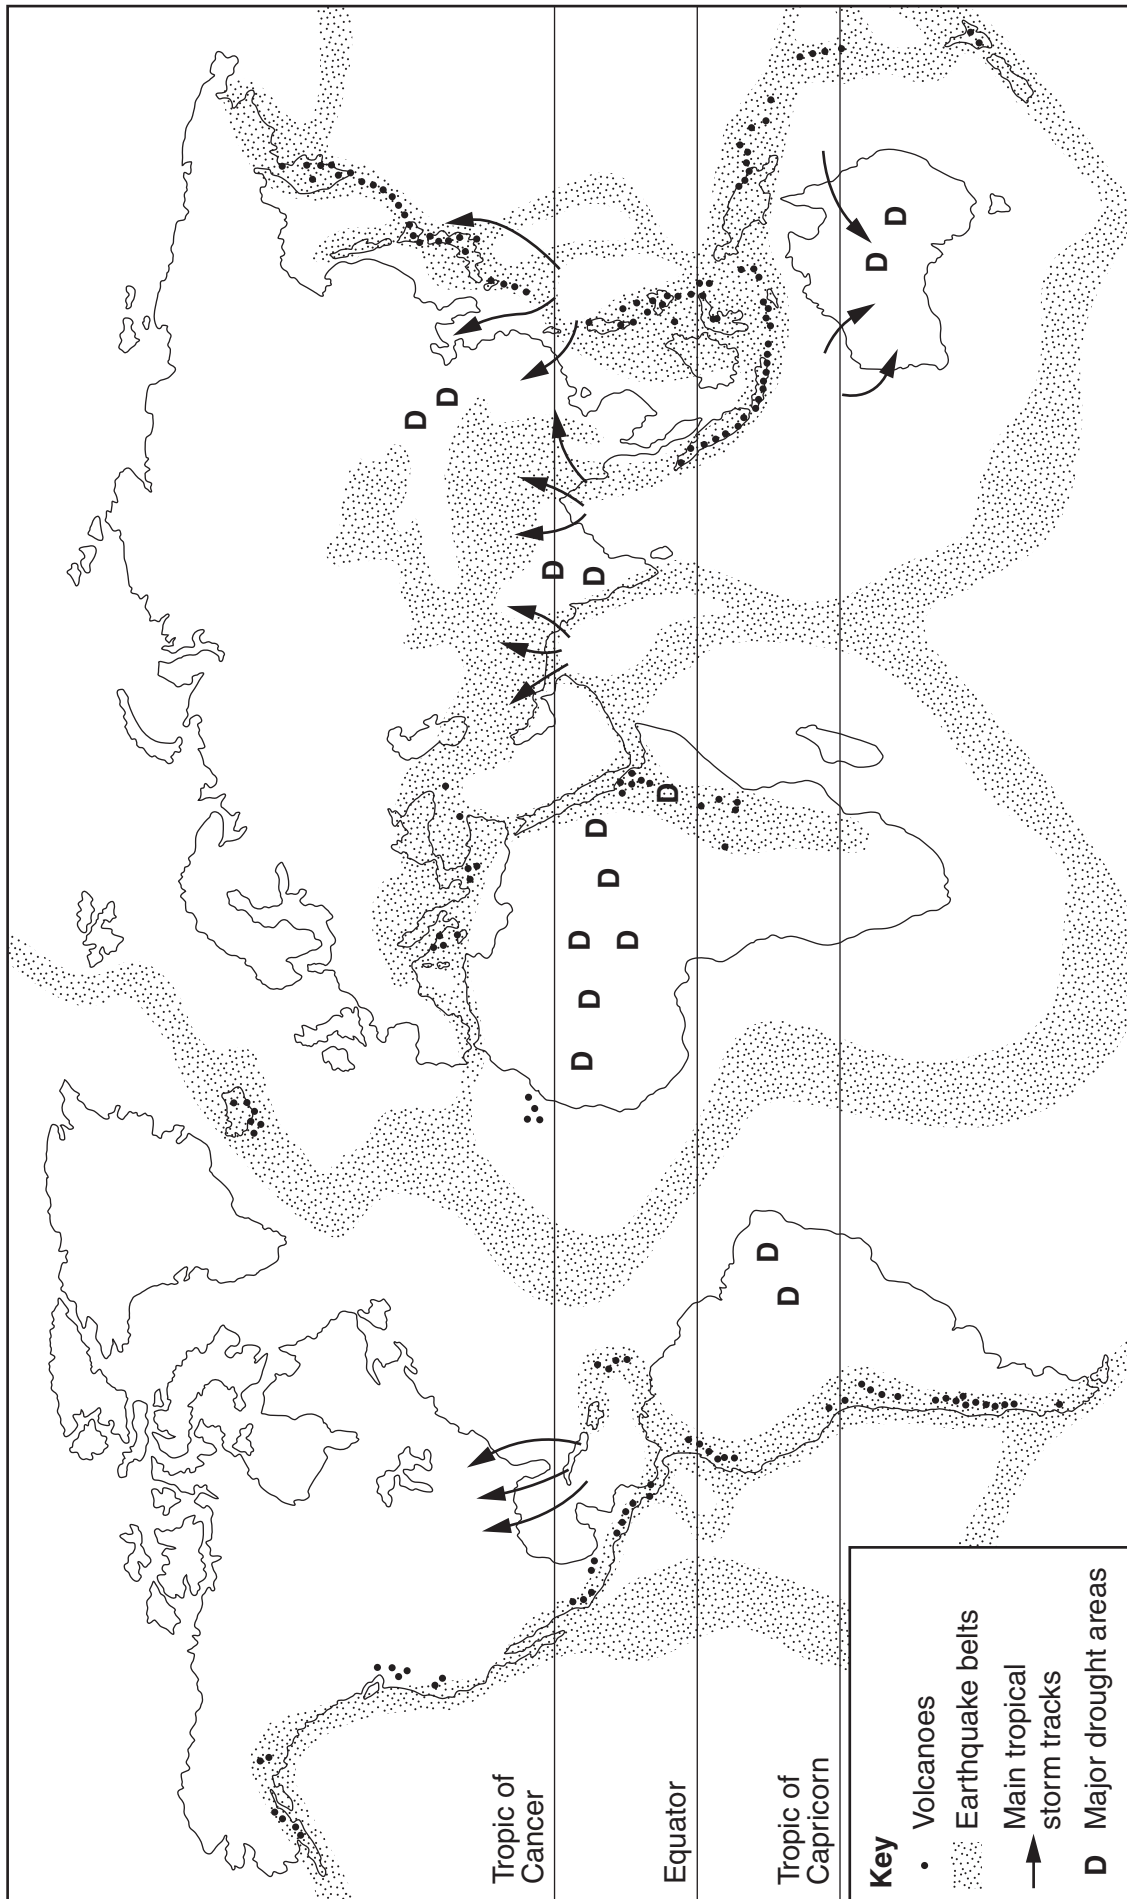 D
D
Tropic of
Cancer
D
D
D
D
D
D
D
D
D
Equator
D
D
Tropic of
Capricorn
D
D
Key
Volcanoes
Earthquake belts
Main tropical
storm tracks
D Major drought areas